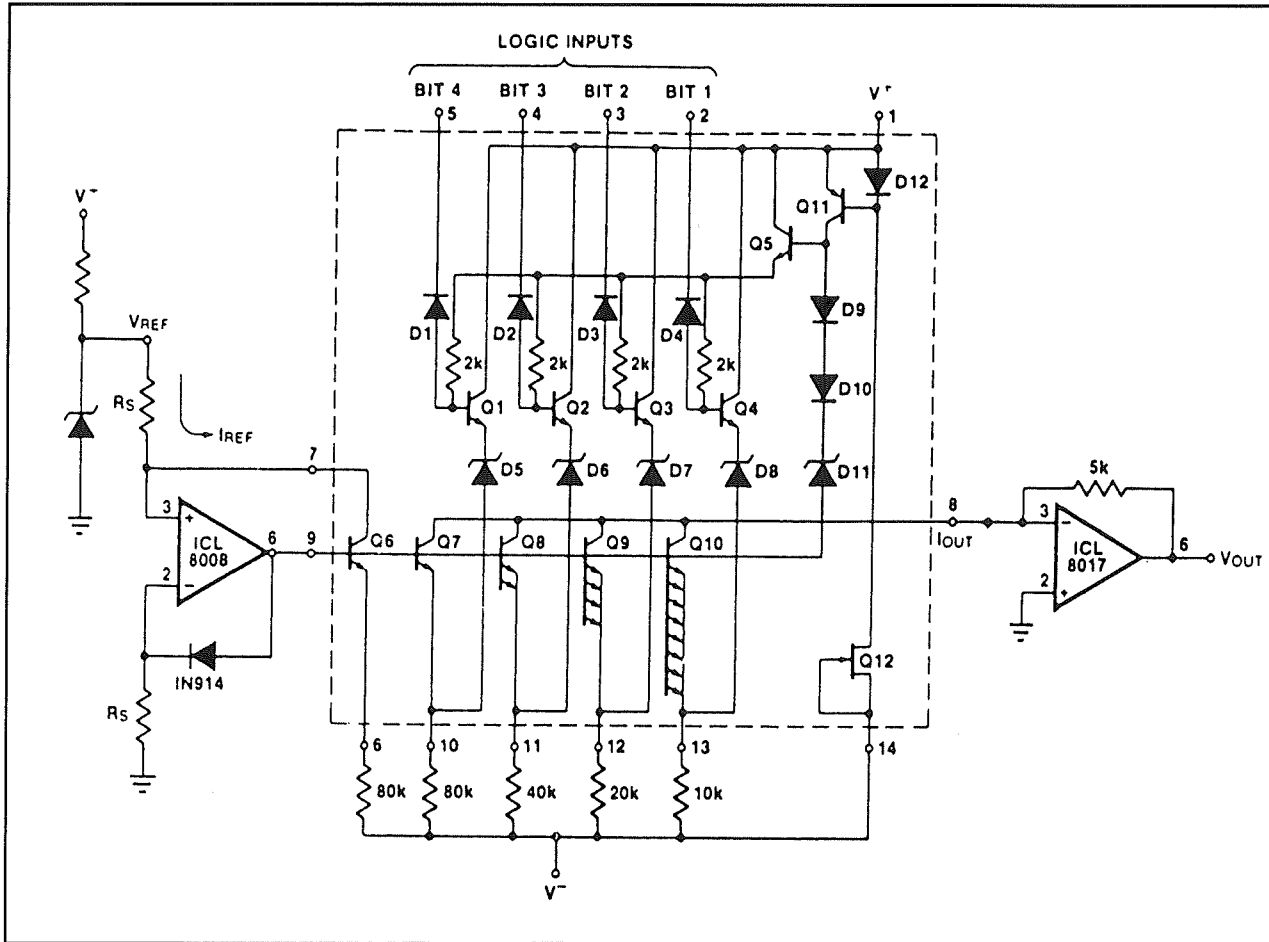 LOGIC INPUTS
BIT 4 BIT 3 BIT 2 BIT 1 V+
5 4 3 2 1
D12
V+
Q11
Q5
D1 D2 D3 D4 D9
2k 2k 2k 2k
VREF
D10
RS
Q1 Q2 Q3 Q4
IREF
7
D5 D6 D7 D8 D11
5k
8
3 + ICL 8008 6 9
Q6 Q7 Q8 Q9 Q10
IOUT
3 − ICL 8017 6 VOUT
2 −
2 +
Q12
IN914
RS
6 10 11 12 13 14
80k 80k 40k 20k 10k
V−